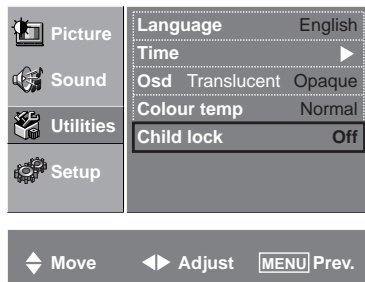 Picture
Sound
Utilities
Setup
Language English
Time
Osd Translucent Opaque
Colour temp Normal
Child lock Off
Move Adjust MENU Prev.